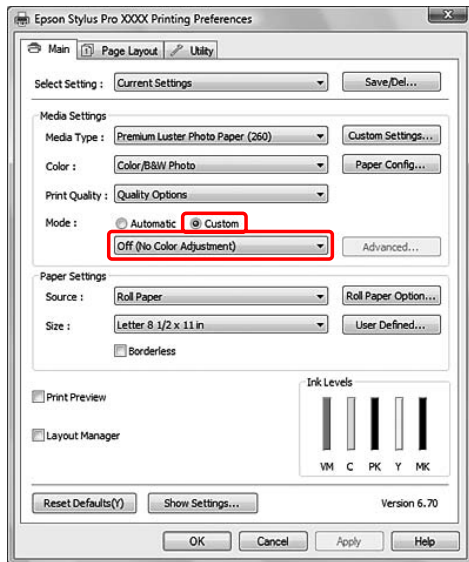 Epson Stylus Pro XXXX Printing Preferences
Main Page Layout Utility
Select Setting : Current Settings Save/Del...
Media Settings
Media Type : Premium Luster Photo Paper (260) Custom Settings...
Color : Color/B&W Photo Paper Config...
Print Quality : Quality Options
Mode : Automatic Custom
Off (No Color Adjustment) Advanced...
Paper Settings
Source : Roll Paper Roll Paper Option...
Size : Letter 8 1/2 x 11 in User Defined...
Borderless
Print Preview
Layout Manager
Ink Levels
VM C PK Y MK
Reset Defaults(Y) Show Settings... Version 6.70
OK Cancel Apply Help